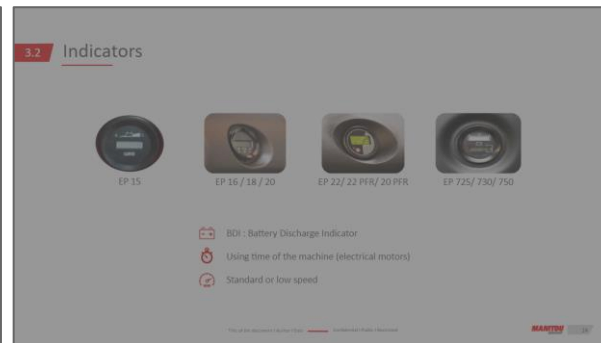 3.2 Indicators
EP 15
EP 16 / 18 / 20
EP 22/ 22 PFR/ 20 PFR
EP 725/ 730/ 750
BDI : Battery Discharge Indicator
Using time of the machine (electrical motors)
Standard or low speed
MANITOU